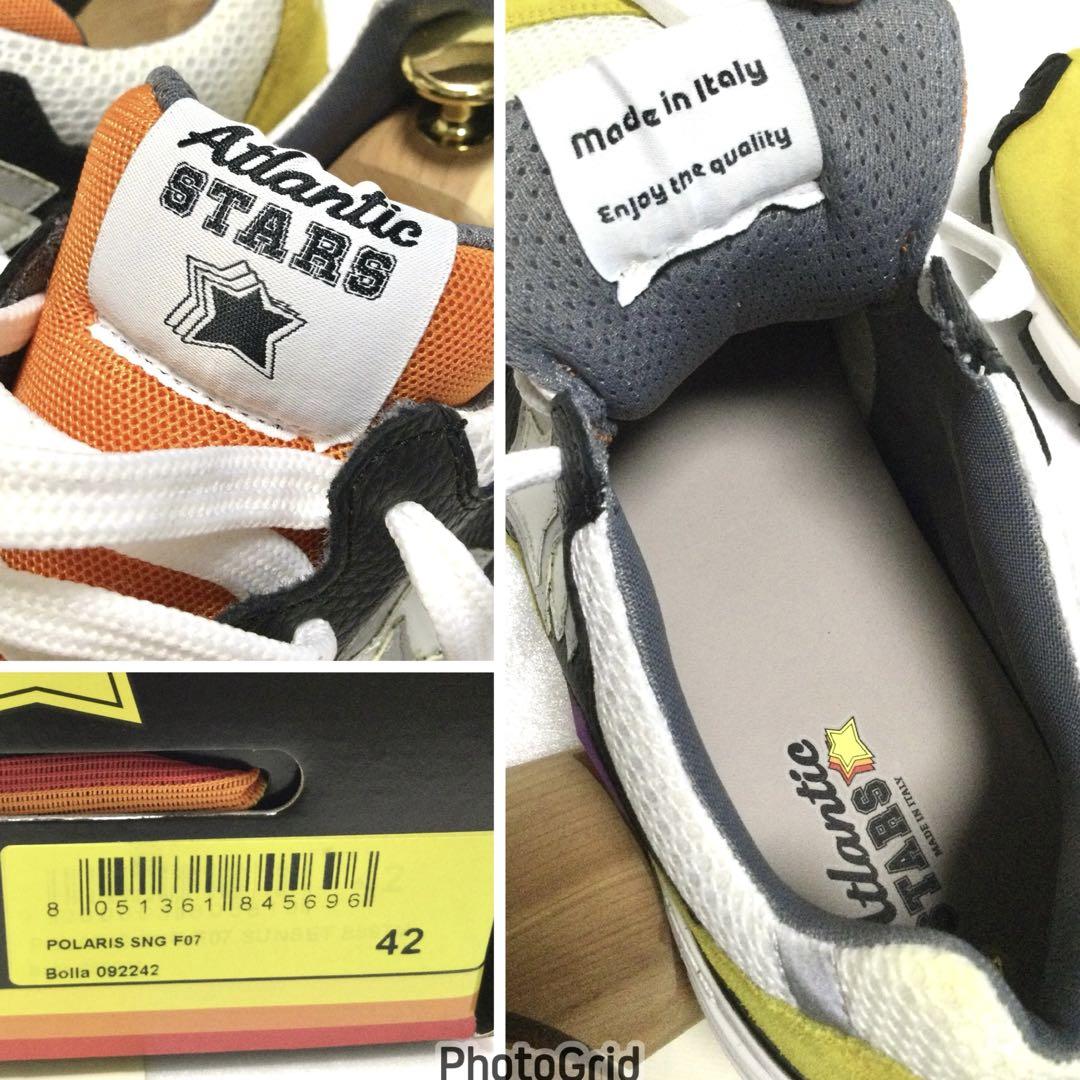 Atlantic
STARS
Made in Italy
Enjoy the quality
8 051361 845696
POLARIS SNG F07
42
Bolla 092242
Atlantic
STARS
MADE IN ITALY
PhotoGrid